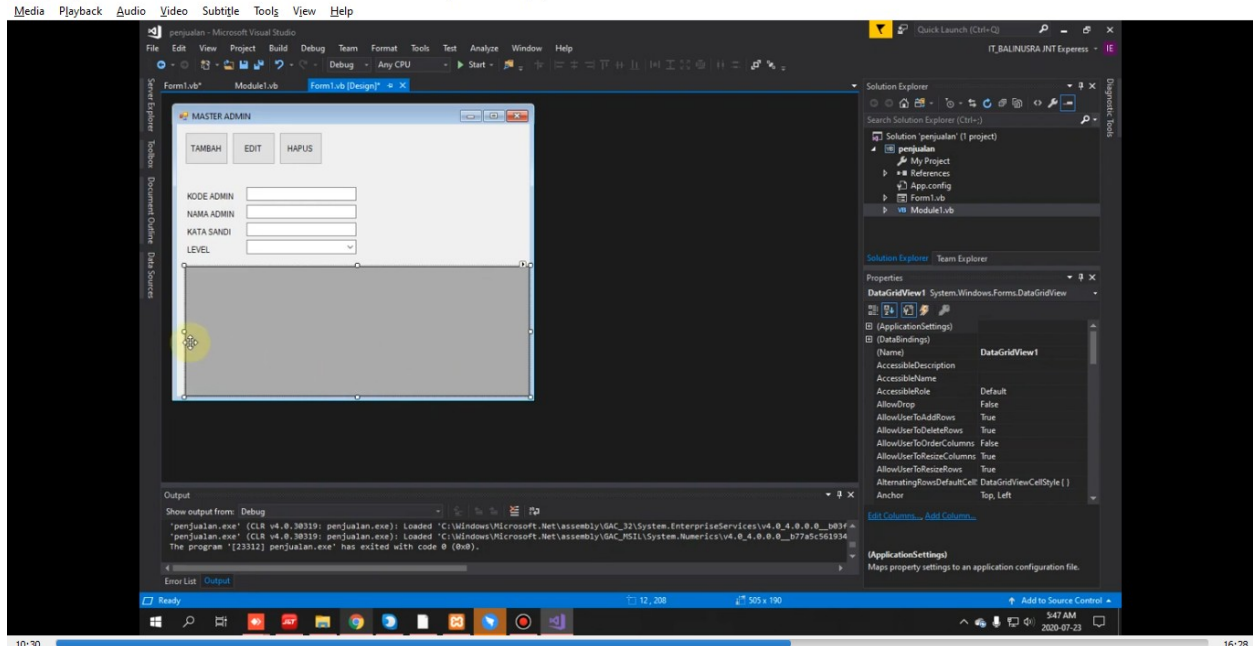 Media Playback Audio Video Subtitle Tools View Help
penjualan - Microsoft Visual Studio
Quick Launch (Ctrl+Q)
File Edit View Project Build Debug Team Format Tools Test Analyze Window Help
IT_BALINUSRA JNT Experess IE
Debug Any CPU Start
Server Explorer Toolbox Document Outline Data Sources
Form1.vb* Module1.vb Form1.vb [Design]*
MASTER ADMIN
TAMBAH EDIT HAPUS
KODE ADMIN
NAMA ADMIN
KATA SANDI
LEVEL
Solution Explorer
Search Solution Explorer (Ctrl+;)
Solution 'penjualan' (1 project)
penjualan
My Project
References
App.config
Form1.vb
Module1.vb
Solution Explorer Team Explorer
Diagnostic Tools
Properties
DataGridView1 System.Windows.Forms.DataGridView
(ApplicationSettings)
(DataBindings)
(Name) DataGridView1
AccessibleDescription
AccessibleName
AccessibleRole Default
AllowDrop False
AllowUserToAddRows True
AllowUserToDeleteRows True
AllowUserToOrderColumns False
AllowUserToResizeColumns True
AllowUserToResizeRows True
AlternatingRowsDefaultCell DataGridViewCellStyle { }
Anchor Top, Left
Edit Columns..., Add Column...
(ApplicationSettings)
Maps property settings to an application configuration file.
Output
Show output from: Debug
'penjualan.exe' (CLR v4.0.30319: penjualan.exe): Loaded 'C:\Windows\Microsoft.Net\assembly\GAC_32\System.EnterpriseServices\v4.0_4.0.0.0__b03f
'penjualan.exe' (CLR v4.0.30319: penjualan.exe): Loaded 'C:\Windows\Microsoft.Net\assembly\GAC_MSIL\System.Numerics\v4.0_4.0.0.0__b77a5c561934
The program '[23312] penjualan.exe' has exited with code 0 (0x0).
Error List Output
Ready 12 , 208 505 x 190 Add to Source Control
5:47 AM
2020-07-23
10:30 16:28